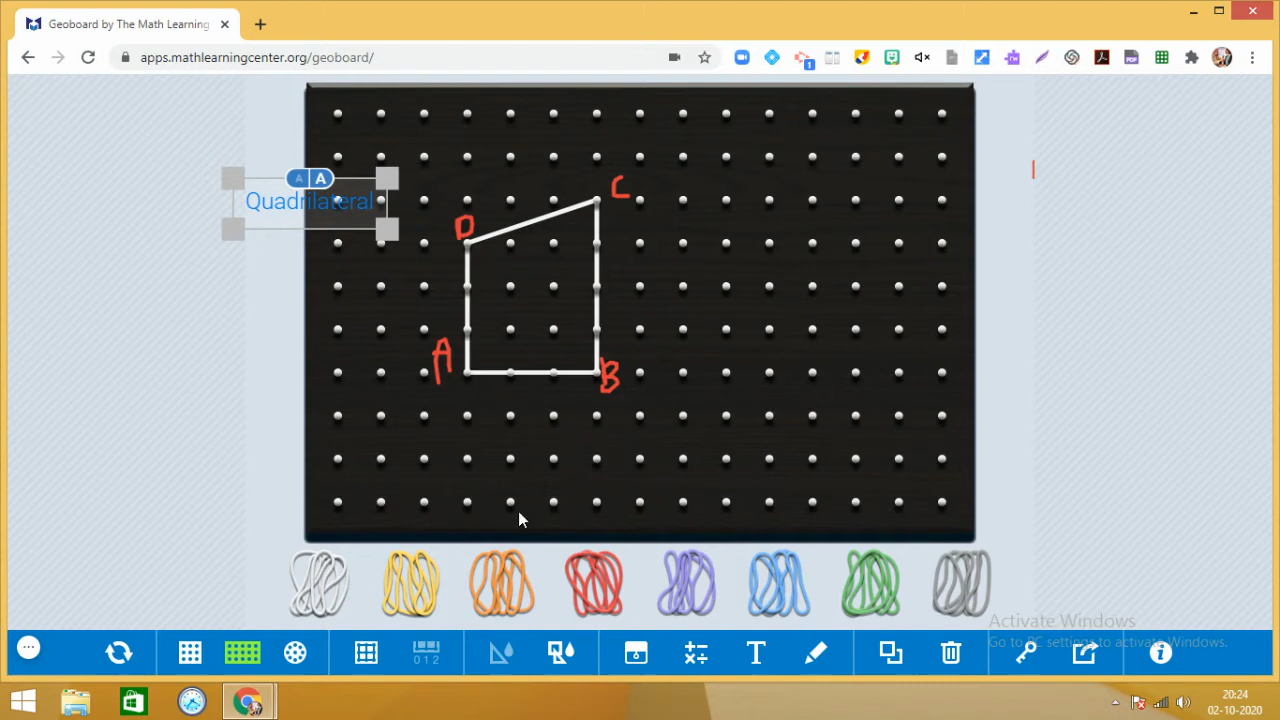 Geoboard by The Math Learning
apps.mathlearningcenter.org/geoboard/
1
A A
Quadrilateral
C
D
A
B
0 1 2
T
Activate Windows
Go to PC settings to activate Windows.
20:24
02-10-2020